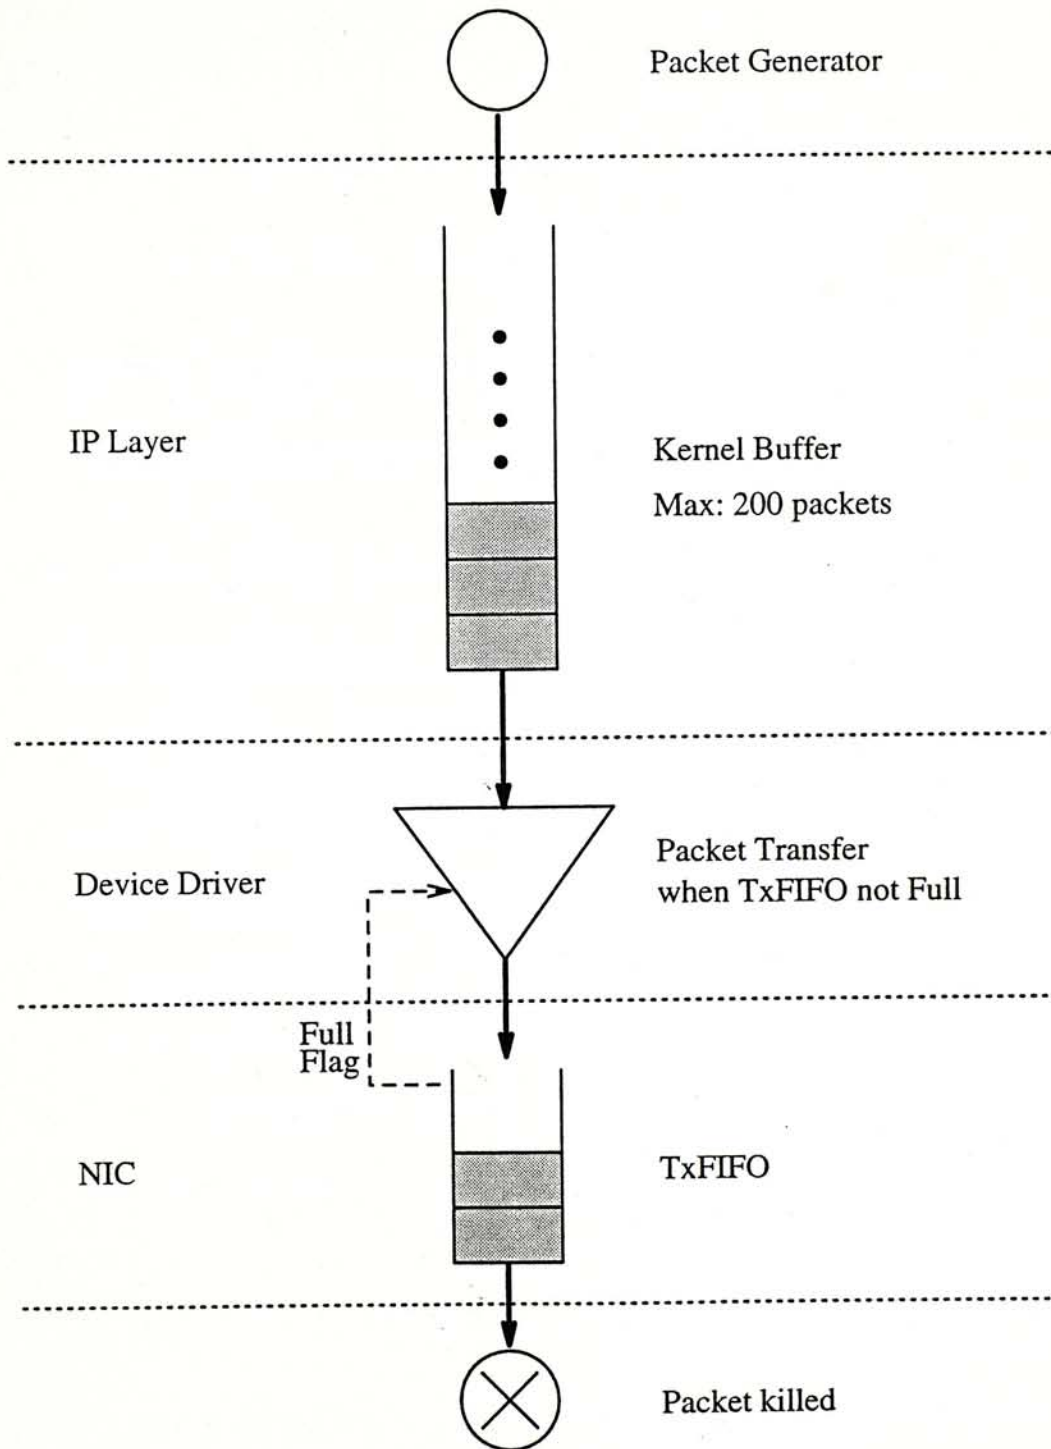 Packet Generator
IP Layer
Kernel Buffer
Max: 200 packets
Device Driver
Packet Transfer
when TxFIFO not Full
Full
Flag
NIC
TxFIFO
Packet killed